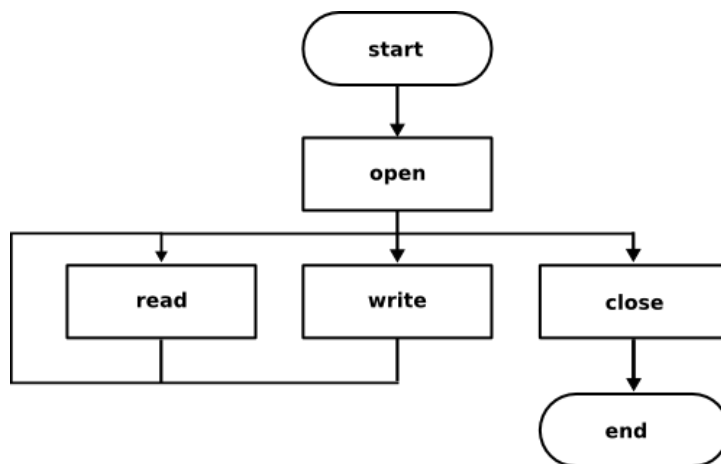 start
open
read
write
close
end